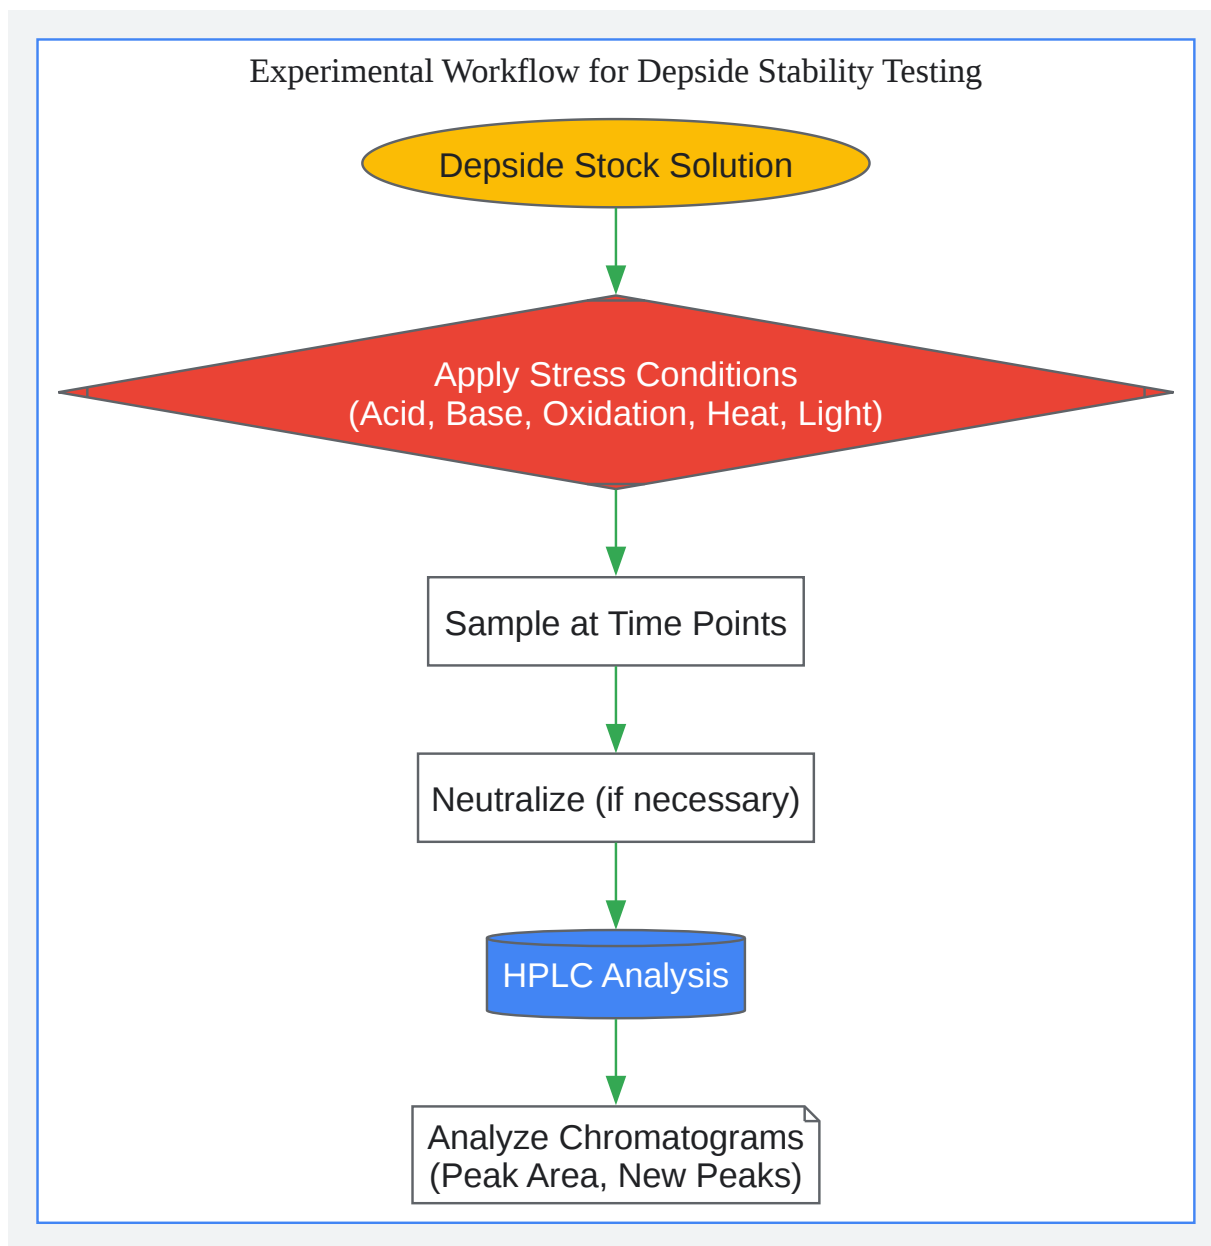 Experimental Workflow for Depside Stability Testing
Depside Stock Solution
Apply Stress Conditions
(Acid, Base, Oxidation, Heat, Light)
Sample at Time Points
Neutralize (if necessary)
HPLC Analysis
Analyze Chromatograms
(Peak Area, New Peaks)